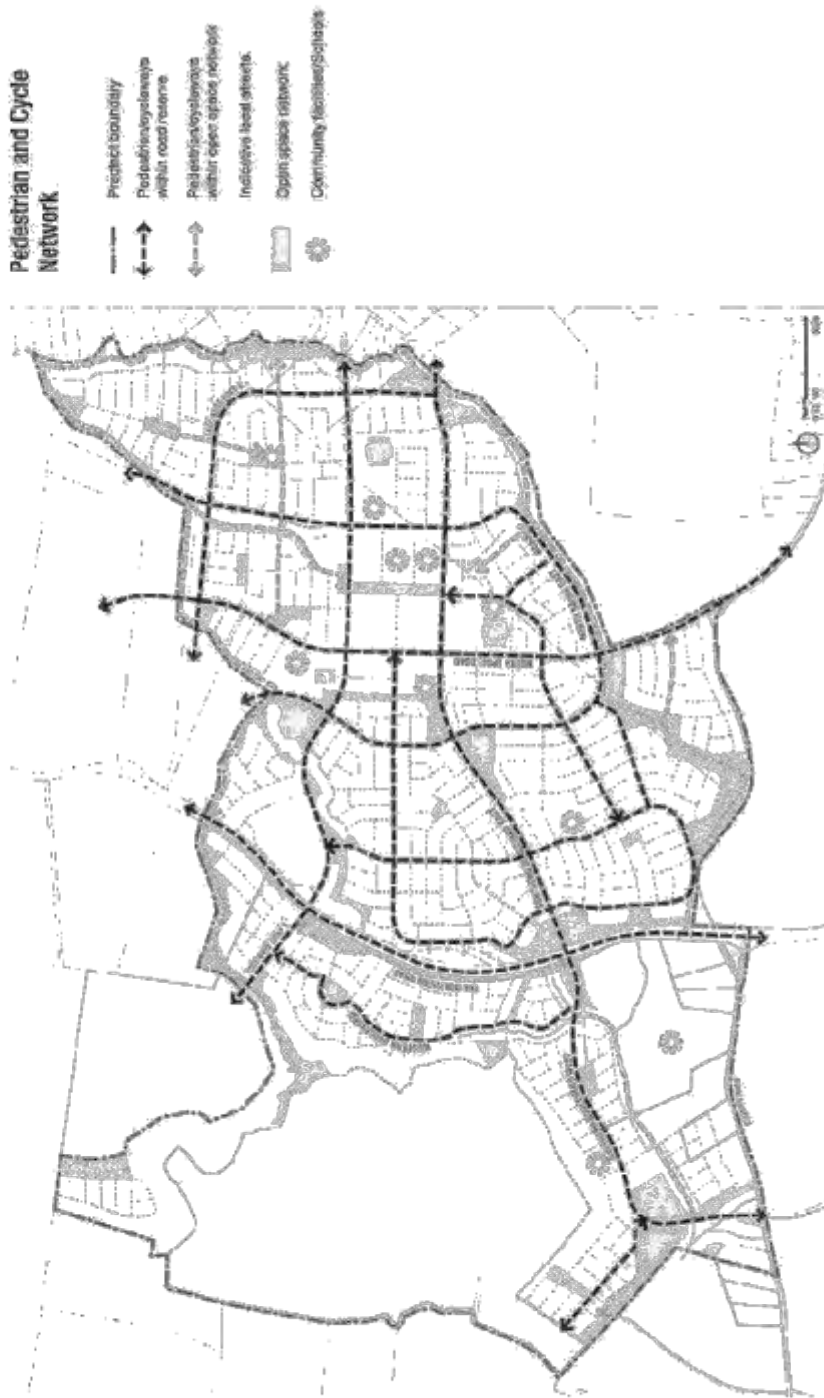 Pedestrian and Cycle
Network
Precinct boundary
Pedestrian/cycleways
within road reserve
Pedestrian/cycleways
within open space network
Indicative local streets
Open space network
Community facilities/Schools